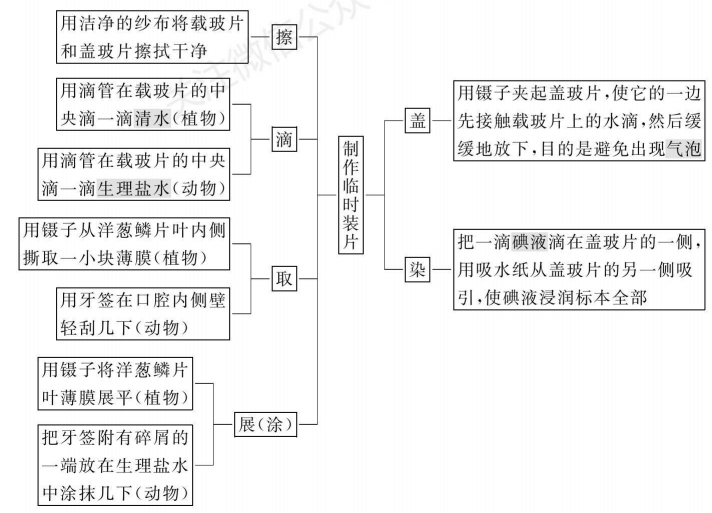 用洁净的纱布将载玻片
和盖玻片擦拭干净
擦
用滴管在载玻片的中
央滴一滴清水(植物)
用滴管在载玻片的中央
滴一滴生理盐水(动物)
滴
用镊子从洋葱鳞片叶内侧
撕取一小块薄膜(植物)
用牙签在口腔内侧壁
轻刮几下(动物)
取
用镊子将洋葱鳞片
叶薄膜展平(植物)
把牙签附有碎屑的
一端放在生理盐水
中涂抹几下(动物)
展(涂)
制作临时装片
盖
用镊子夹起盖玻片,使它的一边
先接触载玻片上的水滴,然后缓
缓地放下,目的是避免出现气泡
染
把一滴碘液滴在盖玻片的一侧,
用吸水纸从盖玻片的另一侧吸
引,使碘液浸润标本全部
关注微信公众